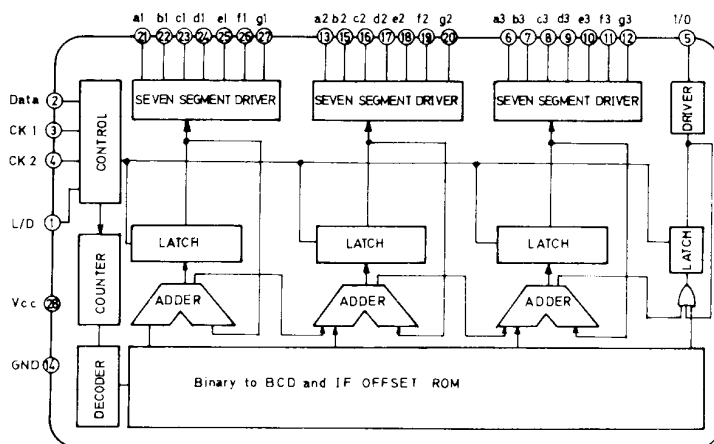 a1 b1 c1 d1 e1 f1 g1
a2 b2 c2 d2 e2 f2 g2
a3 b3 c3 d3 e3 f3 g3
I/O
21 22 23 24 25 26 27
13 15 16 17 18 19 20
6 7 8 9 10 11 12
5
SEVEN SEGMENT DRIVER
SEVEN SEGMENT DRIVER
SEVEN SEGMENT DRIVER
DRIVER
Data 2
CK 1 3
CK 2 4
L/D 1
CONTROL
LATCH
LATCH
LATCH
LATCH
COUNTER
Vcc 28
ADDER
ADDER
ADDER
GND 14
DECODER
Binary to BCD and IF OFFSET ROM